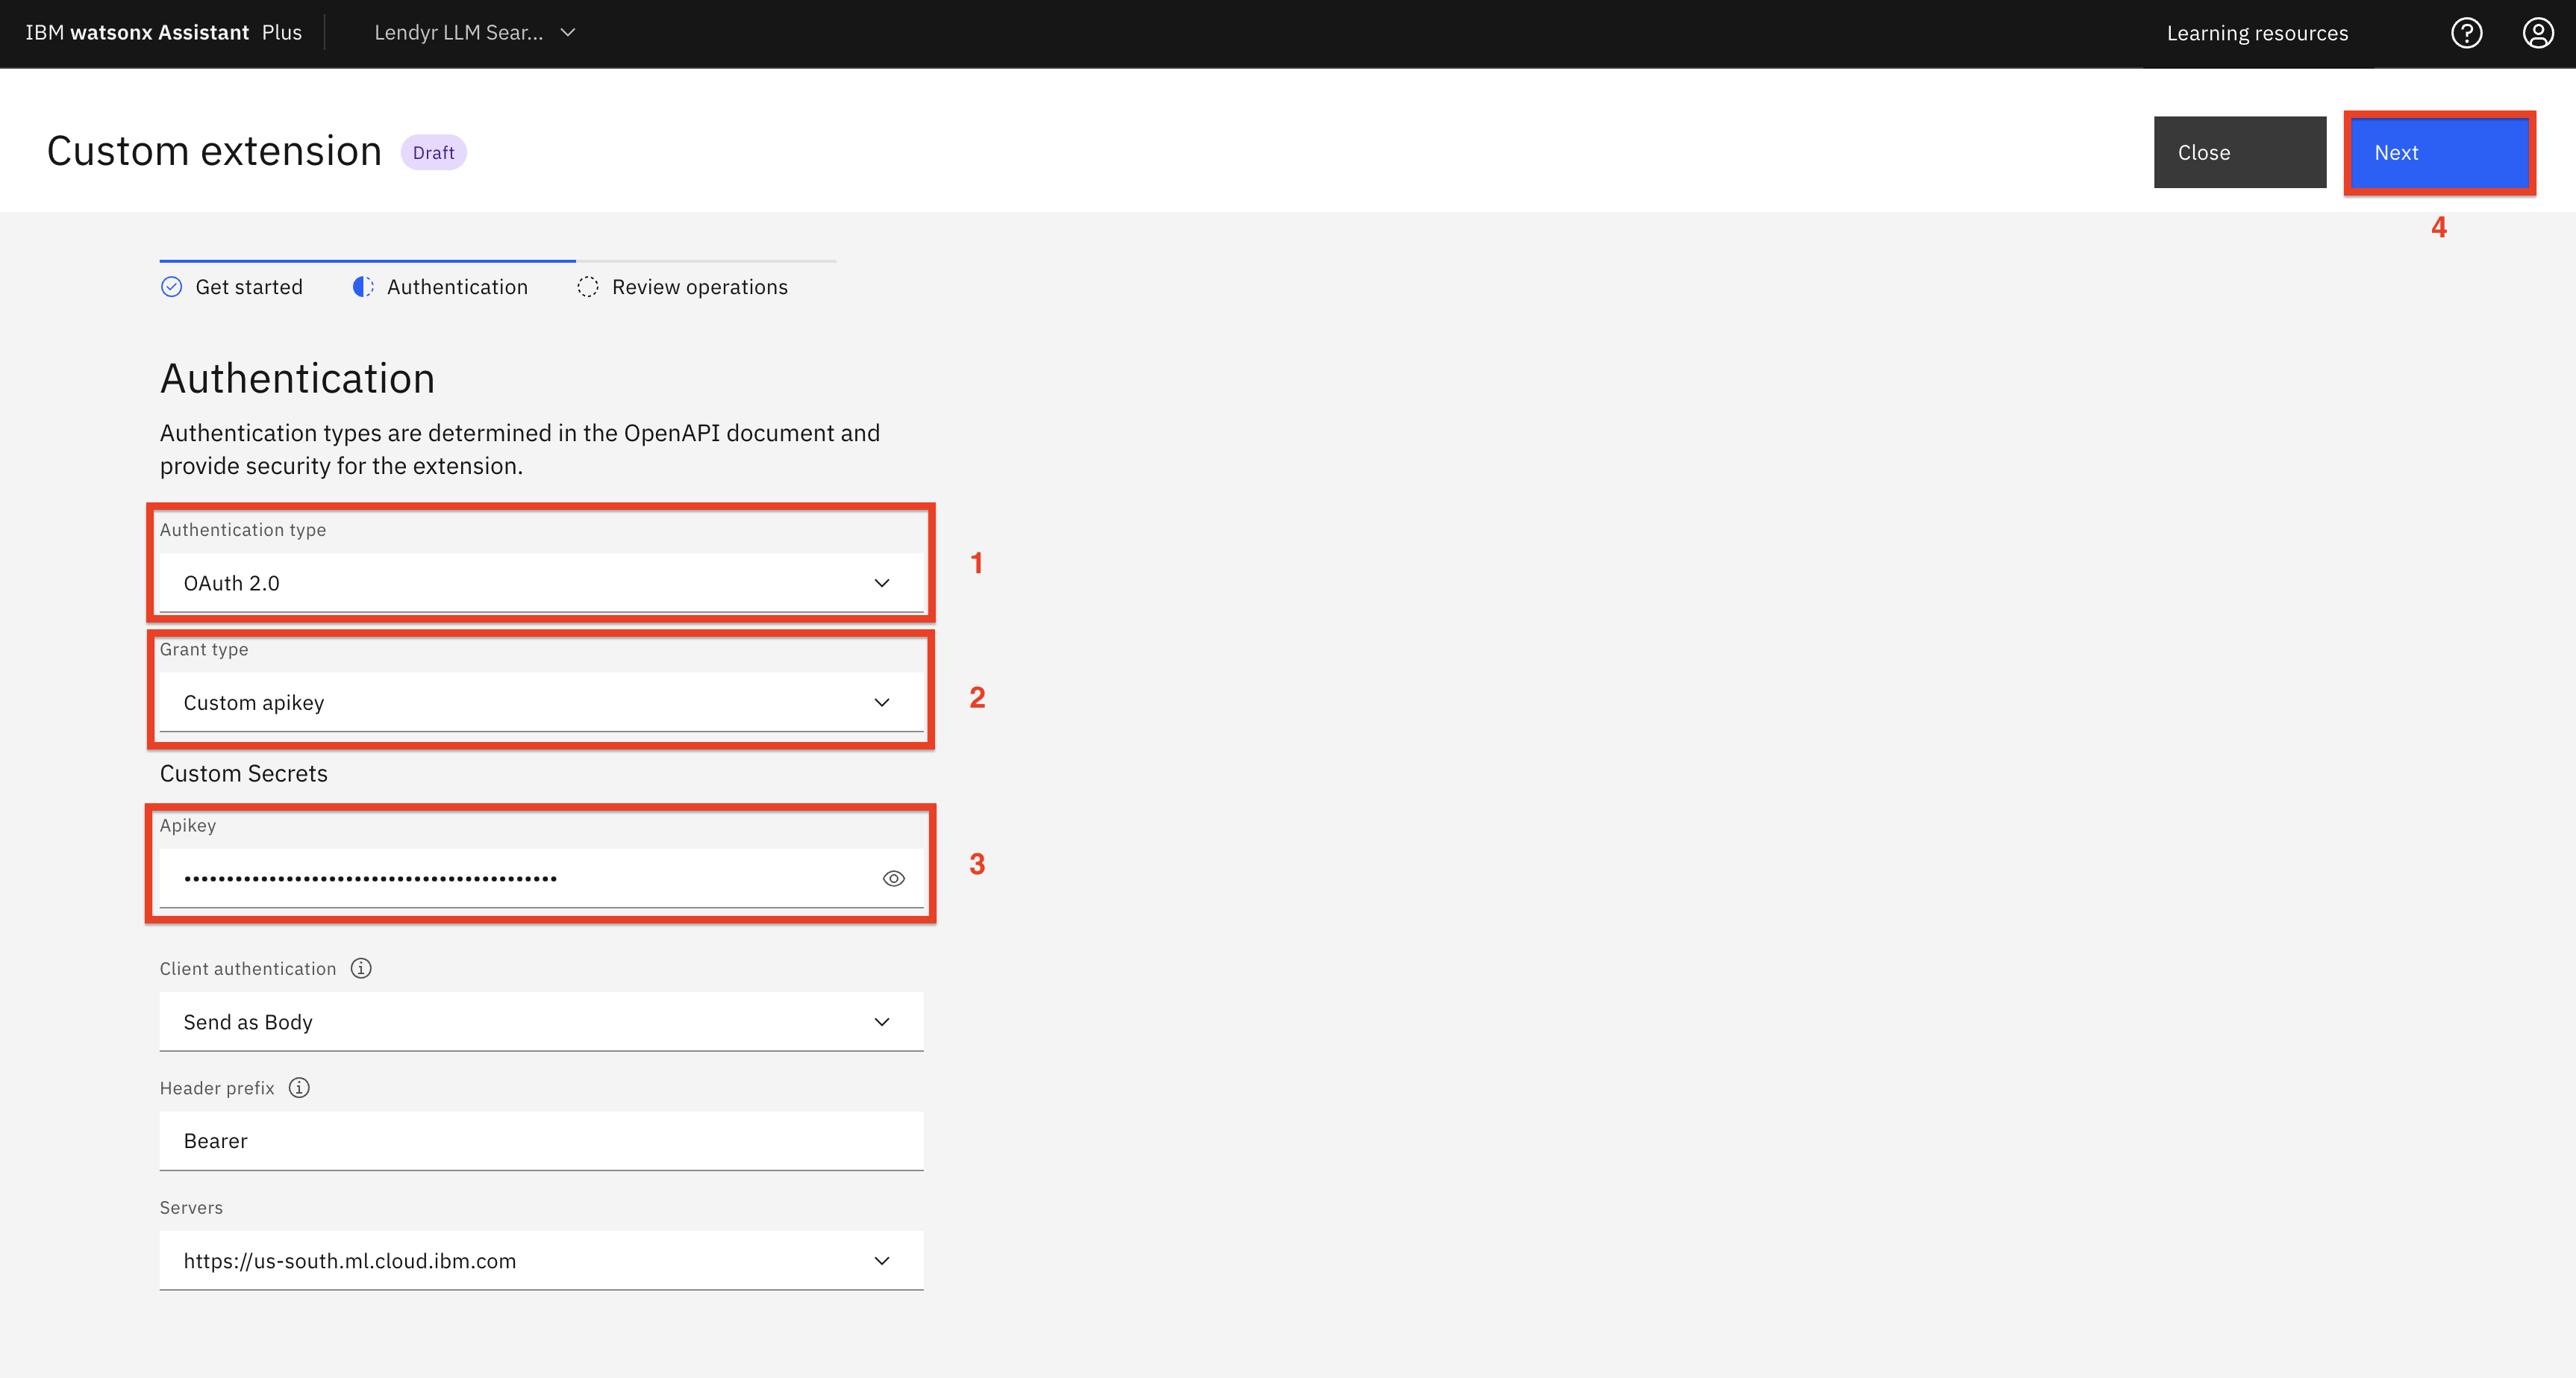 IBM watsonx Assistant Plus
Lendyr LLM Sear...
Learning resources
Custom extension
Draft
Close
Next
4
Get started
Authentication
Review operations
Authentication
Authentication types are determined in the OpenAPI document and
provide security for the extension.
Authentication type
OAuth 2.0
1
Grant type
Custom apikey
2
Custom Secrets
Apikey
••••••••••••••••••••••••••••••••••••••••••••
3
Client authentication
Send as Body
Header prefix
Bearer
Servers
https://us-south.ml.cloud.ibm.com